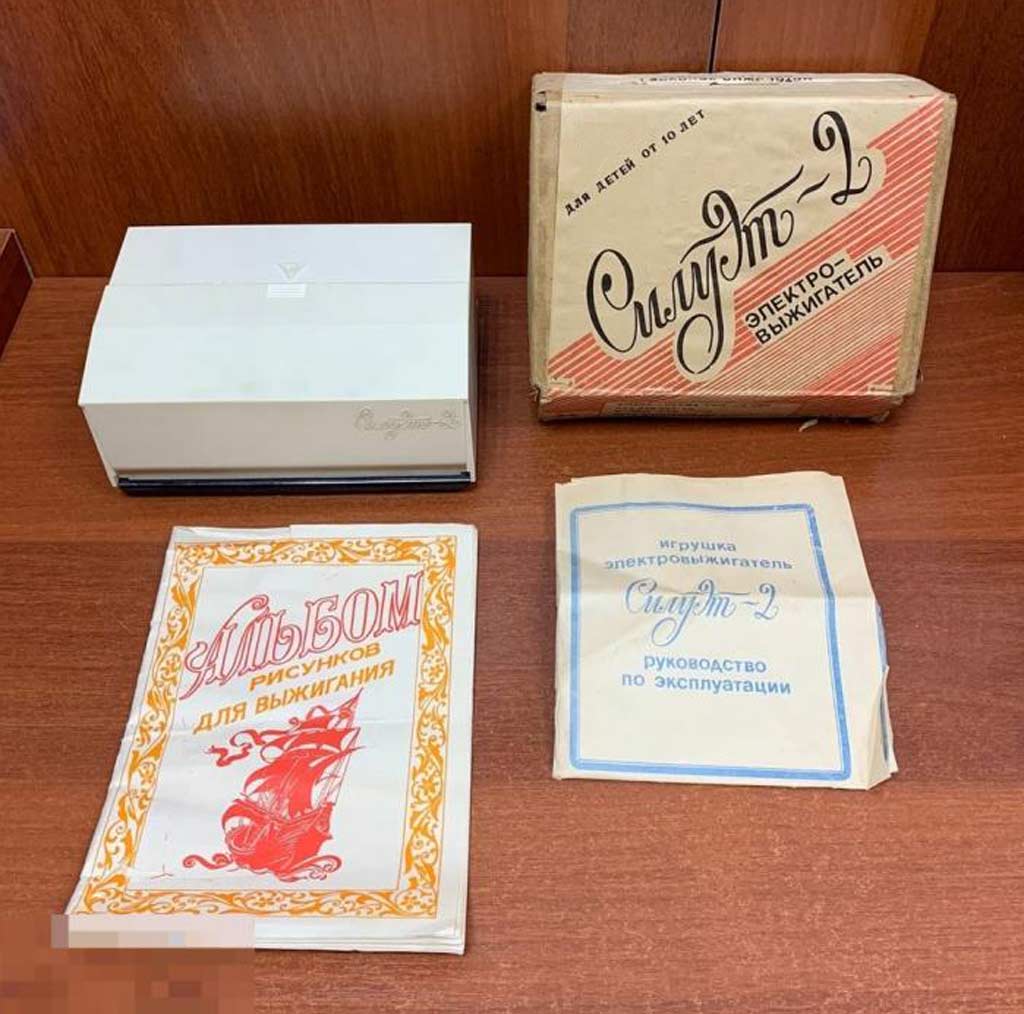 для детей от 10 лет
Силуэт-2
электро-
выжигатель
Силуэт-2
Альбом
рисунков
для выжигания
игрушка
электровыжигатель
Силуэт-2
руководство
по эксплуатации